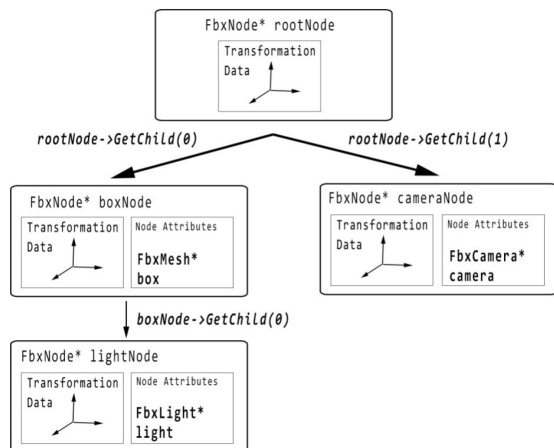 FbxNode* rootNode
Transformation
Data
rootNode->GetChild(0)
rootNode->GetChild(1)
FbxNode* boxNode
Transformation
Data
Node Attributes
FbxMesh*
box
FbxNode* cameraNode
Transformation
Data
Node Attributes
FbxCamera*
camera
boxNode->GetChild(0)
FbxNode* lightNode
Transformation
Data
Node Attributes
FbxLight*
light